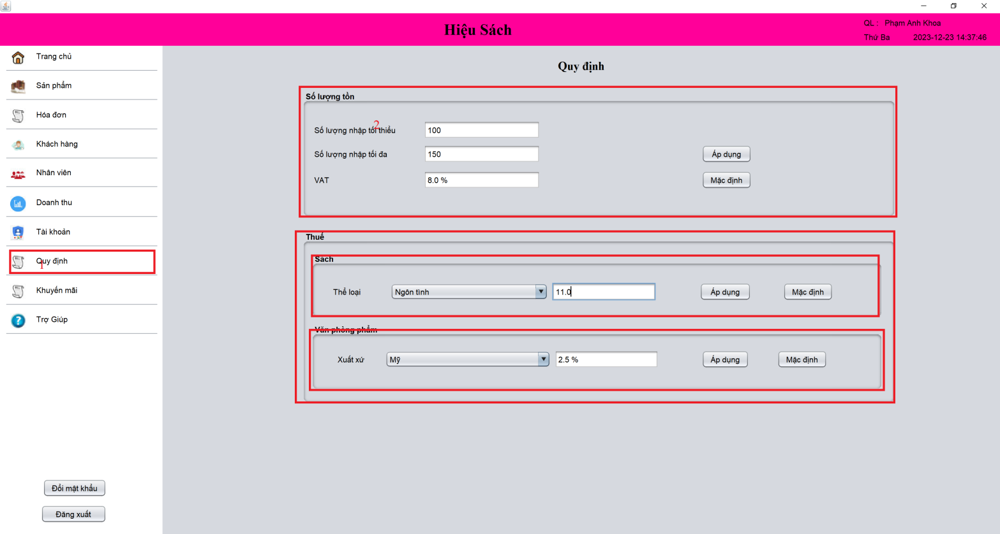 Hiệu Sách
QL : Phạm Anh Khoa
Thứ Ba 2023-12-23 14:37:46
Trang chủ
Sản phẩm
Hóa đơn
Khách hàng
Nhân viên
Doanh thu
Tài khoản
Quy định
1
Khuyến mãi
Trợ Giúp
Đổi mật khẩu
Đăng xuất
Quy định
Số lượng tồn
2
Số lượng nhập tối thiểu 100
Số lượng nhập tối đa 150 Áp dụng
VAT 8.0 % Mặc định
Thuế
Sách
Thể loại Ngôn tình 11.0 Áp dụng Mặc định
Văn phòng phẩm
Xuất xứ Mỹ 2.5 % Áp dụng Mặc định